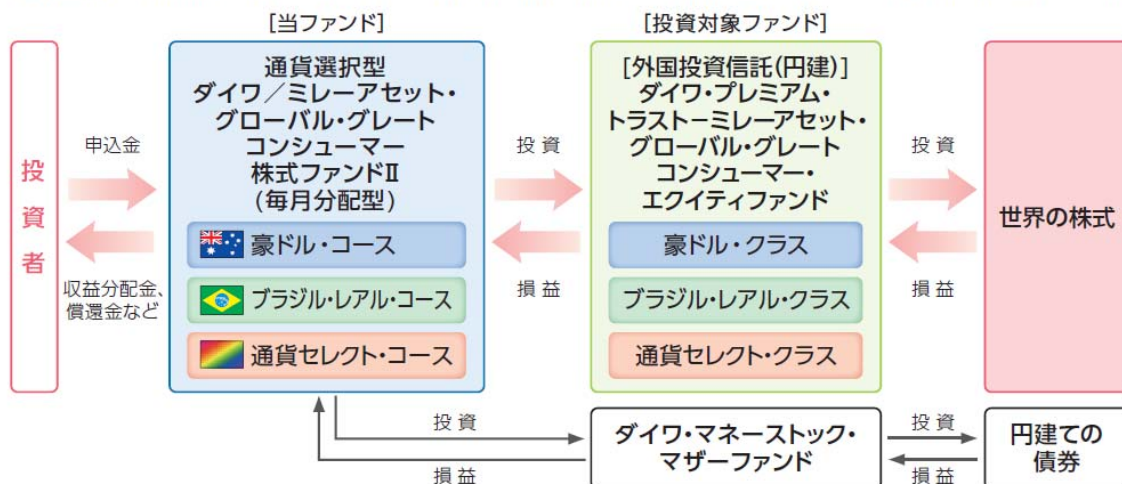 [当ファンド]
[投資対象ファンド]
投資者
申込金
収益分配金、
償還金など
通貨選択型
ダイワ/ミレーアセット・
グローバル・グレート
コンシューマー
株式ファンドⅡ
(毎月分配型)
豪ドル・コース
ブラジル・レアル・コース
通貨セレクト・コース
投資
損益
[外国投資信託(円建)]
ダイワ・プレミアム・
トラストーミレーアセット・
グローバル・グレート
コンシューマー・
エクイティファンド
豪ドル・クラス
ブラジル・レアル・クラス
通貨セレクト・クラス
投資
損益
世界の株式
投資
損益
ダイワ・マネーストック・
マザーファンド
投資
損益
円建ての
債券